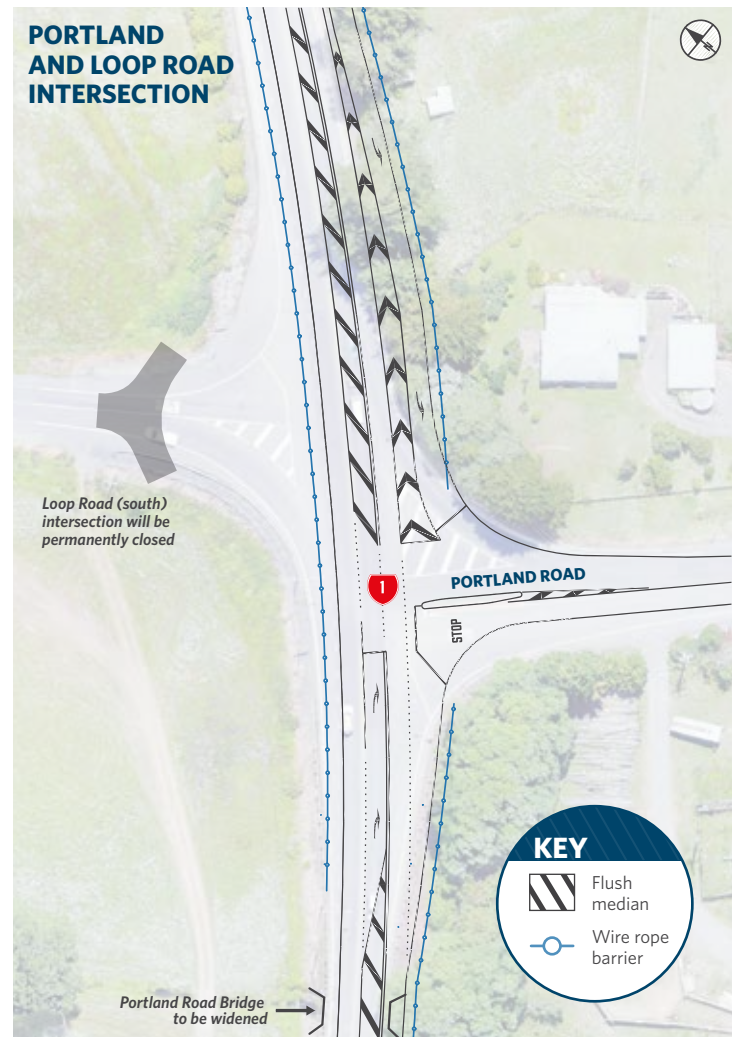 PORTLAND
AND LOOP ROAD
INTERSECTION
N
Loop Road (south)
intersection will be
permanently closed
1
PORTLAND ROAD
STOP
KEY
Flush
median
Wire rope
barrier
Portland Road Bridge
to be widened